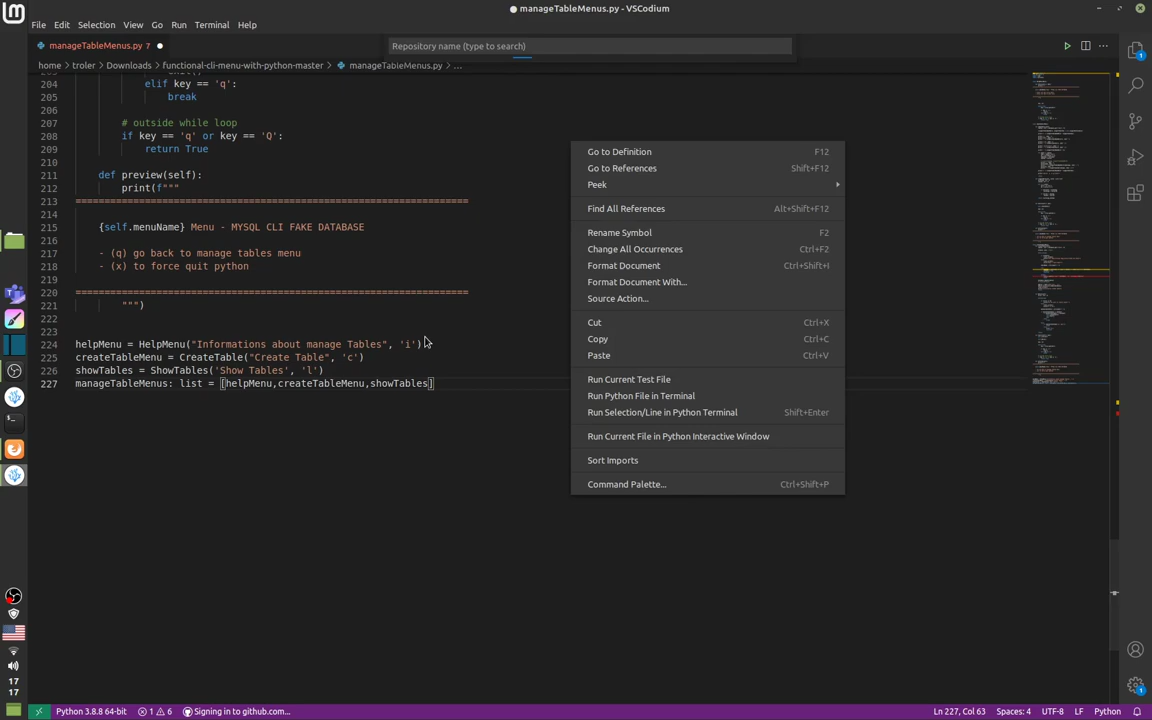 manageTableMenus.py - VSCodium
File Edit Selection View Go Run Terminal Help
manageTableMenus.py 7
Repository name (type to search)
home > troler > Downloads > functional-cli-menu-with-python-master > manageTableMenus.py > ...
204 elif key == 'q':
205 break
206
207 # outside while loop
208 if key == 'q' or key == 'Q':
209 return True
210
211 def preview(self):
212 print(f"""
213 =================================================================
214
215 {self.menuName} Menu - MYSQL CLI FAKE DATABASE
216
217 - (q) go back to manage tables menu
218 - (x) to force quit python
219
220 =================================================================
221 """)
222
223
224 helpMenu = HelpMenu("Informations about manage Tables", 'i')
225 createTableMenu = CreateTable("Create Table", 'c')
226 showTables = ShowTables('Show Tables', 'l')
227 manageTableMenus: list = [helpMenu,createTableMenu,showTables]
Go to Definition F12
Go to References Shift+F12
Peek
Find All References Alt+Shift+F12
Rename Symbol F2
Change All Occurrences Ctrl+F2
Format Document Ctrl+Shift+I
Format Document With...
Source Action...
Cut Ctrl+X
Copy Ctrl+C
Paste Ctrl+V
Run Current Test File
Run Python File in Terminal
Run Selection/Line in Python Terminal Shift+Enter
Run Current File in Python Interactive Window
Sort Imports
Command Palette... Ctrl+Shift+P
1
1
17
17
Python 3.8.8 64-bit 1 6 Signing in to github.com... Ln 227, Col 63 Spaces: 4 UTF-8 LF Python